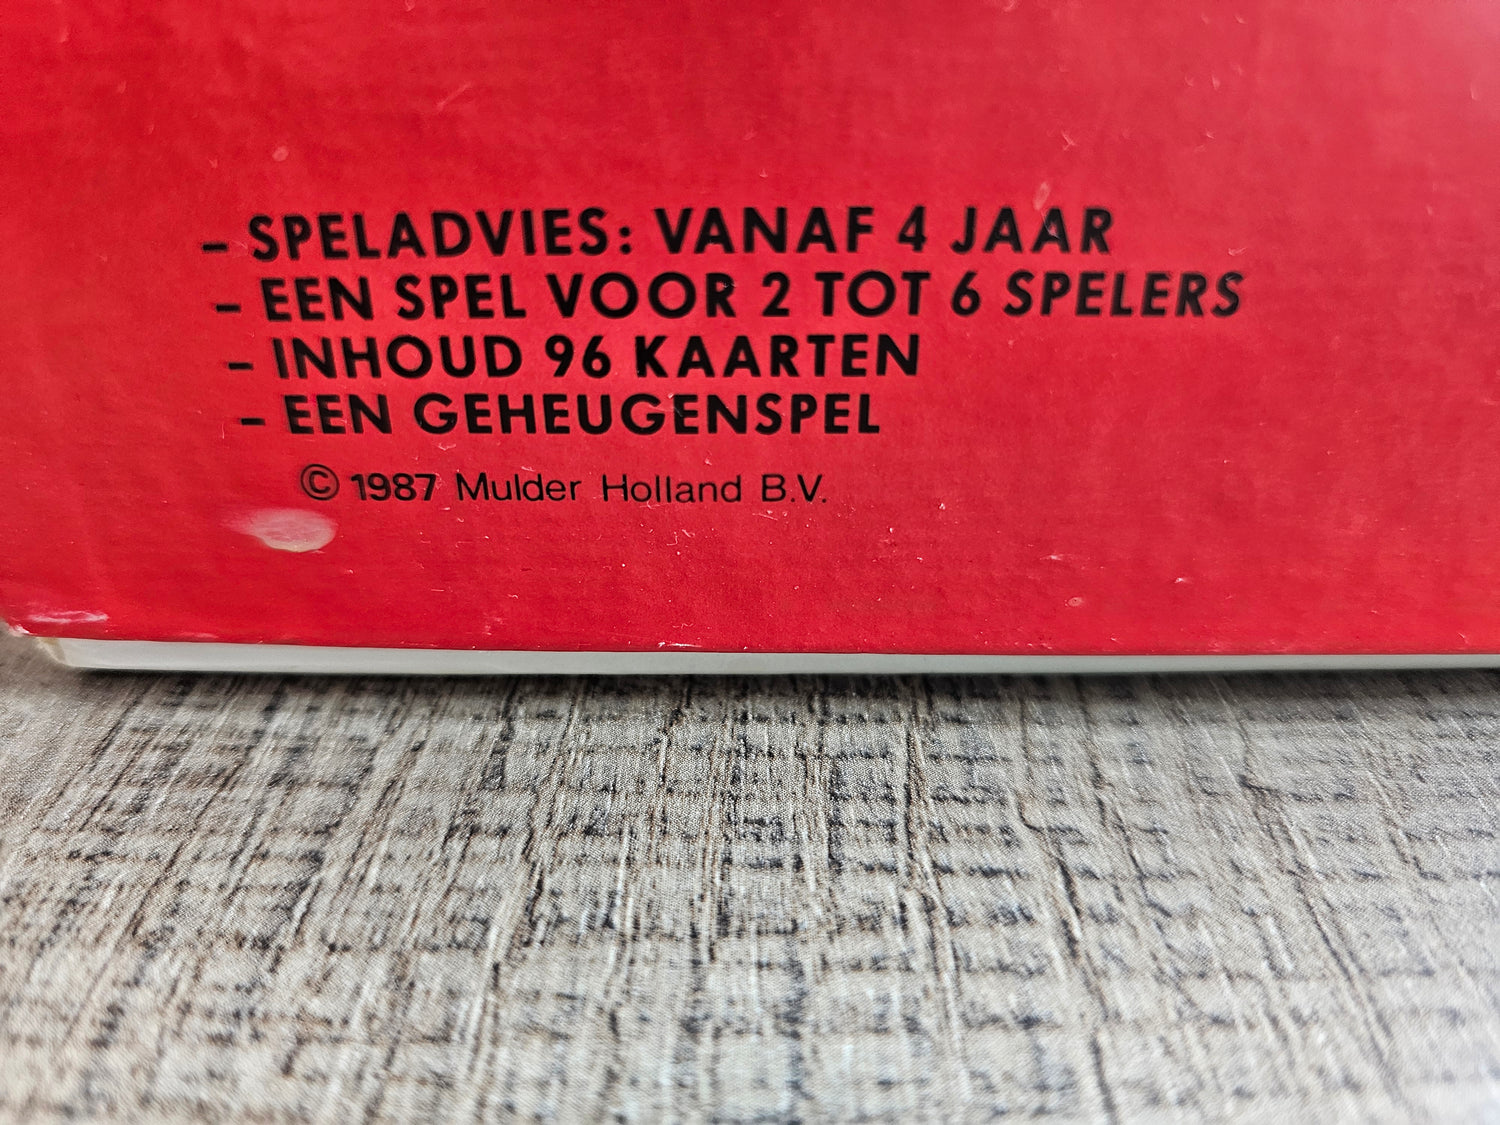 – SPELADVIES: VANAF 4 JAAR
– EEN SPEL VOOR 2 TOT 6 SPELERS
– INHOUD 96 KAARTEN
– EEN GEHEUGENSPEL
© 1987 Mulder Holland B.V.